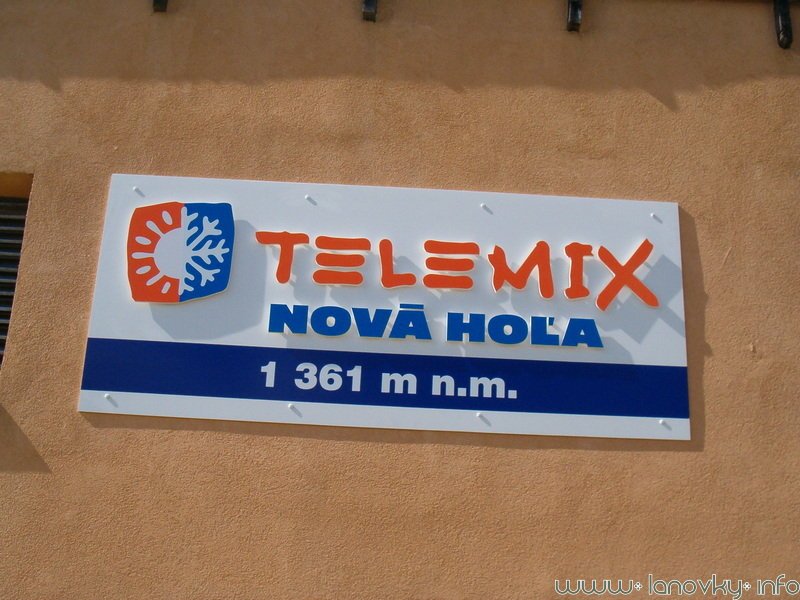 TELEMIX
NOVÁ HOĽA
1 361 m n.m.
www.lanovky.info